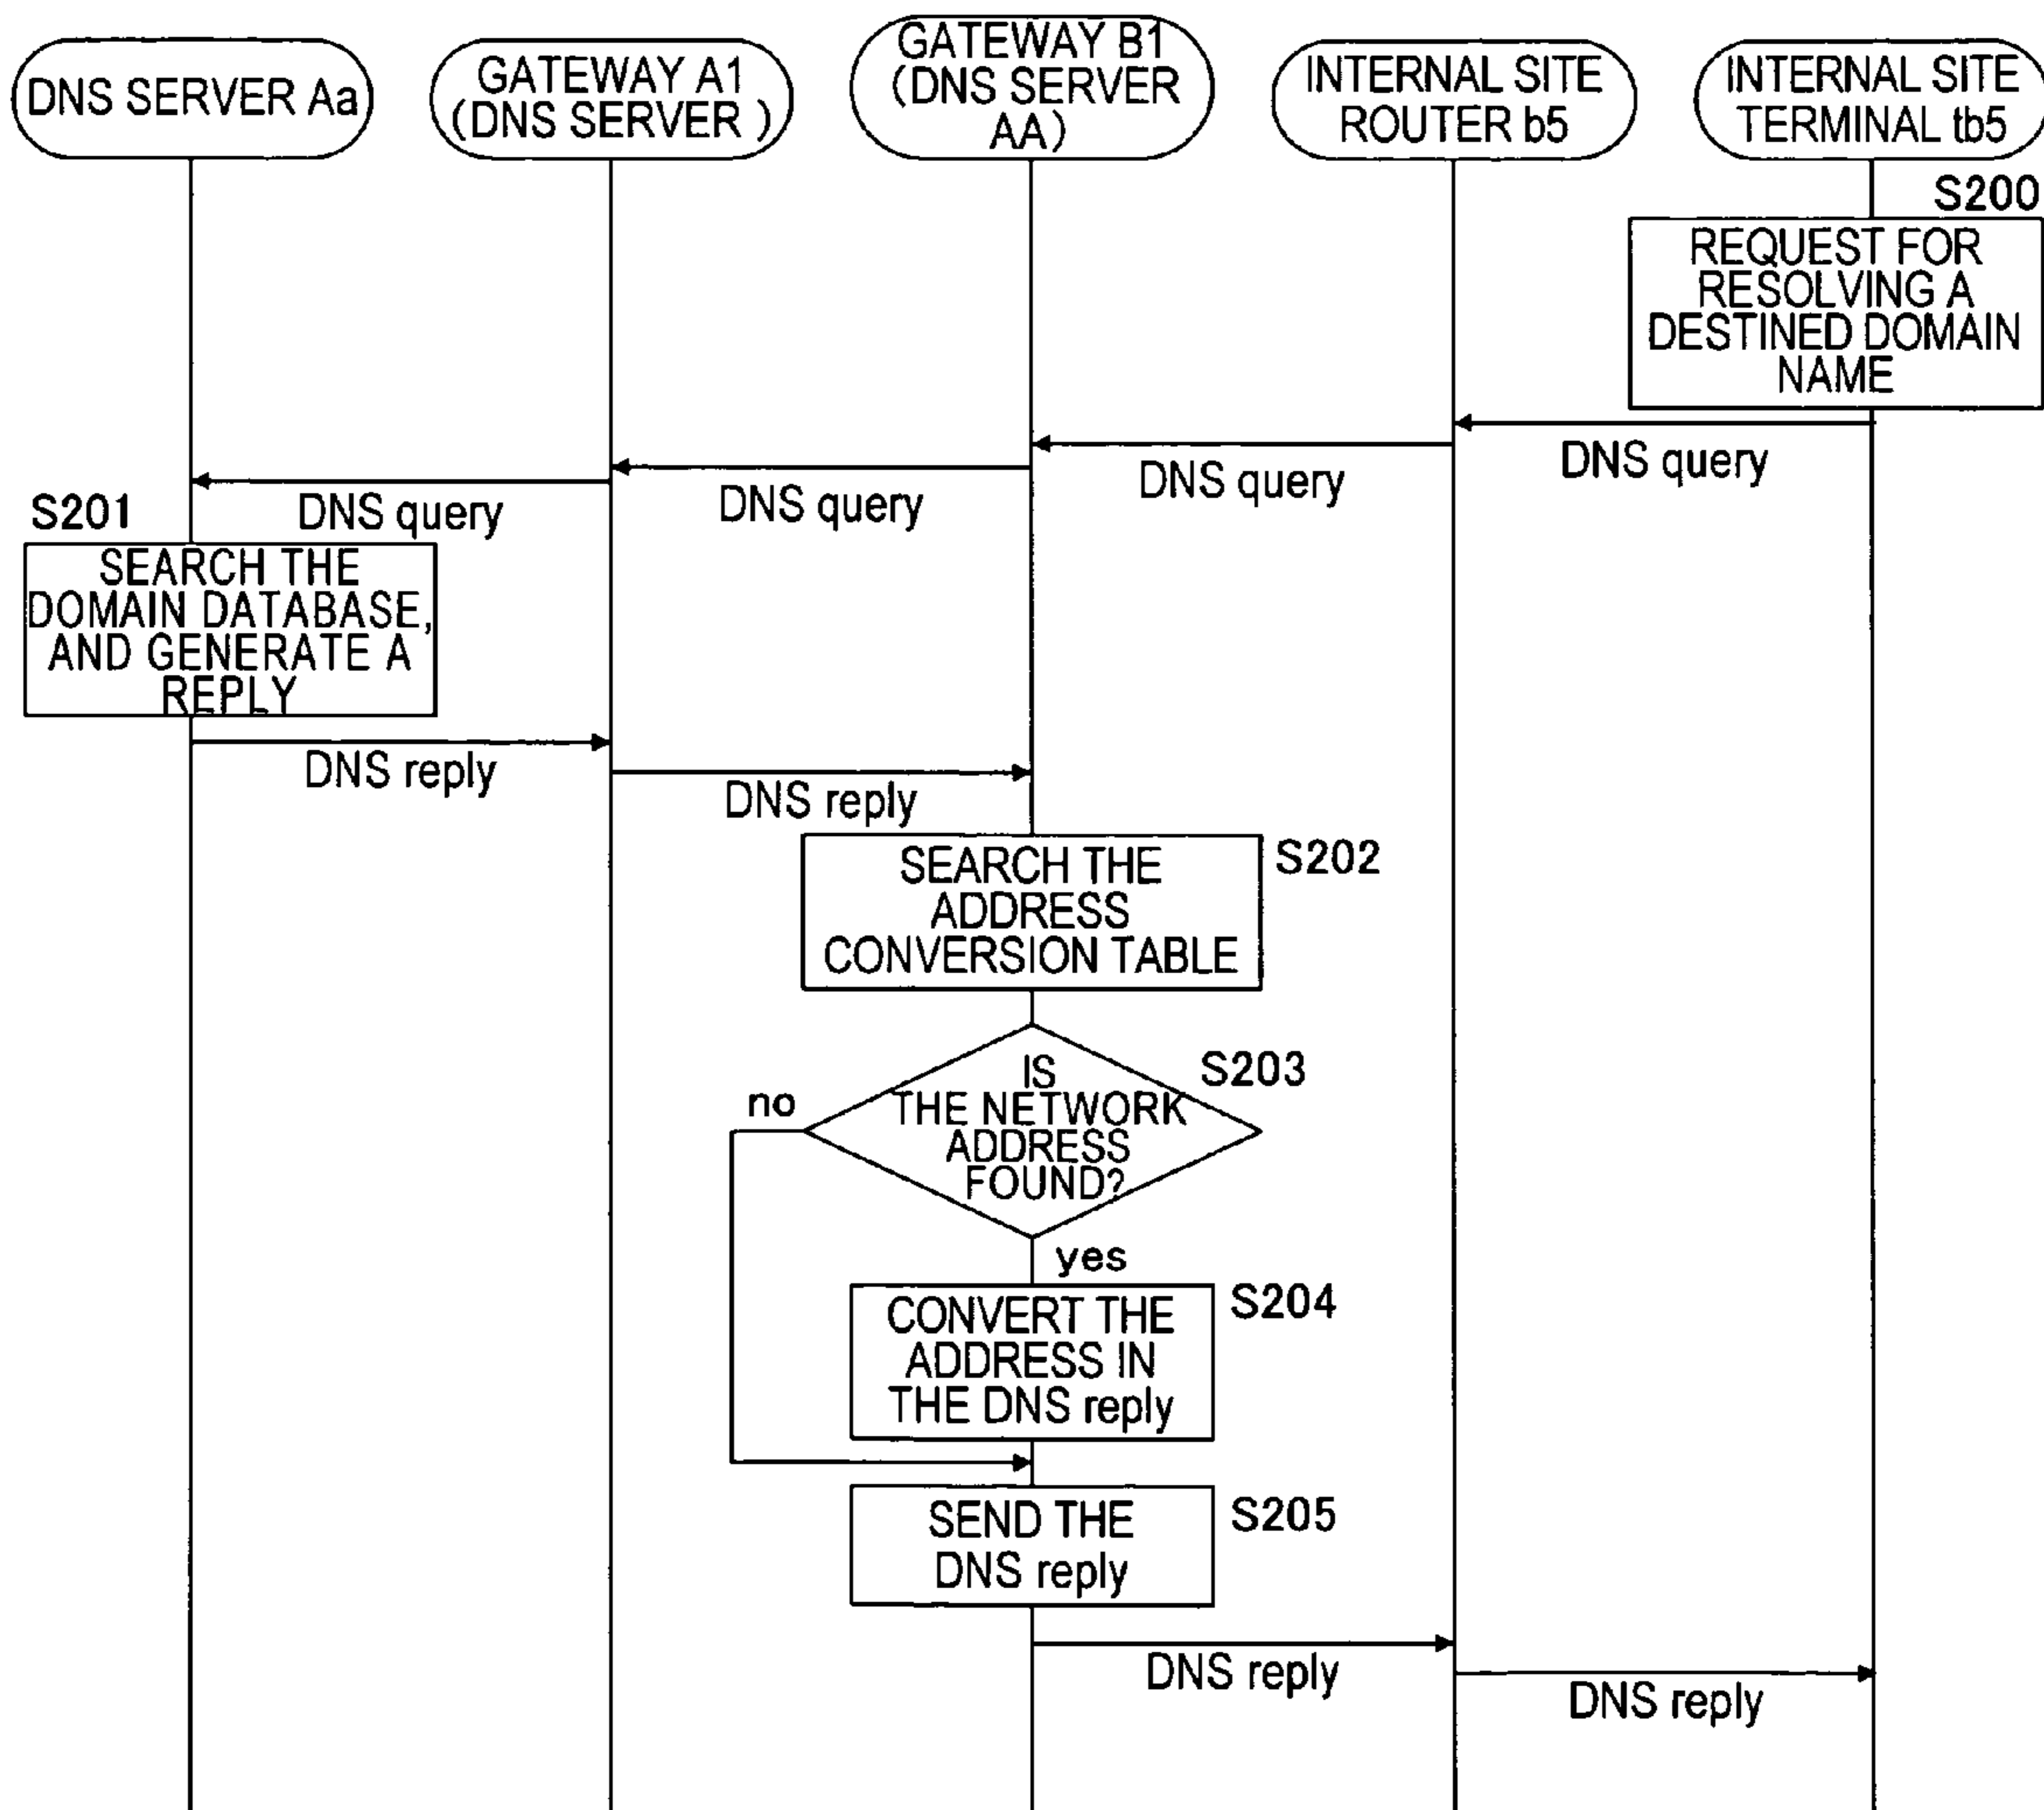 DNS SERVER Aa
GATEWAY A1
(DNS SERVER )
GATEWAY B1
(DNS SERVER
AA)
INTERNAL SITE
ROUTER b5
INTERNAL SITE
TERMINAL tb5
S200
REQUEST FOR
RESOLVING A
DESTINED DOMAIN
NAME
DNS query
DNS query
DNS query
DNS query
S201
SEARCH THE
DOMAIN DATABASE,
AND GENERATE A
REPLY
DNS reply
DNS reply
SEARCH THE
ADDRESS
CONVERSION TABLE
S202
IS
THE NETWORK
ADDRESS
FOUND?
S203
no
yes
CONVERT THE
ADDRESS IN
THE DNS reply
S204
SEND THE
DNS reply
S205
DNS reply
DNS reply